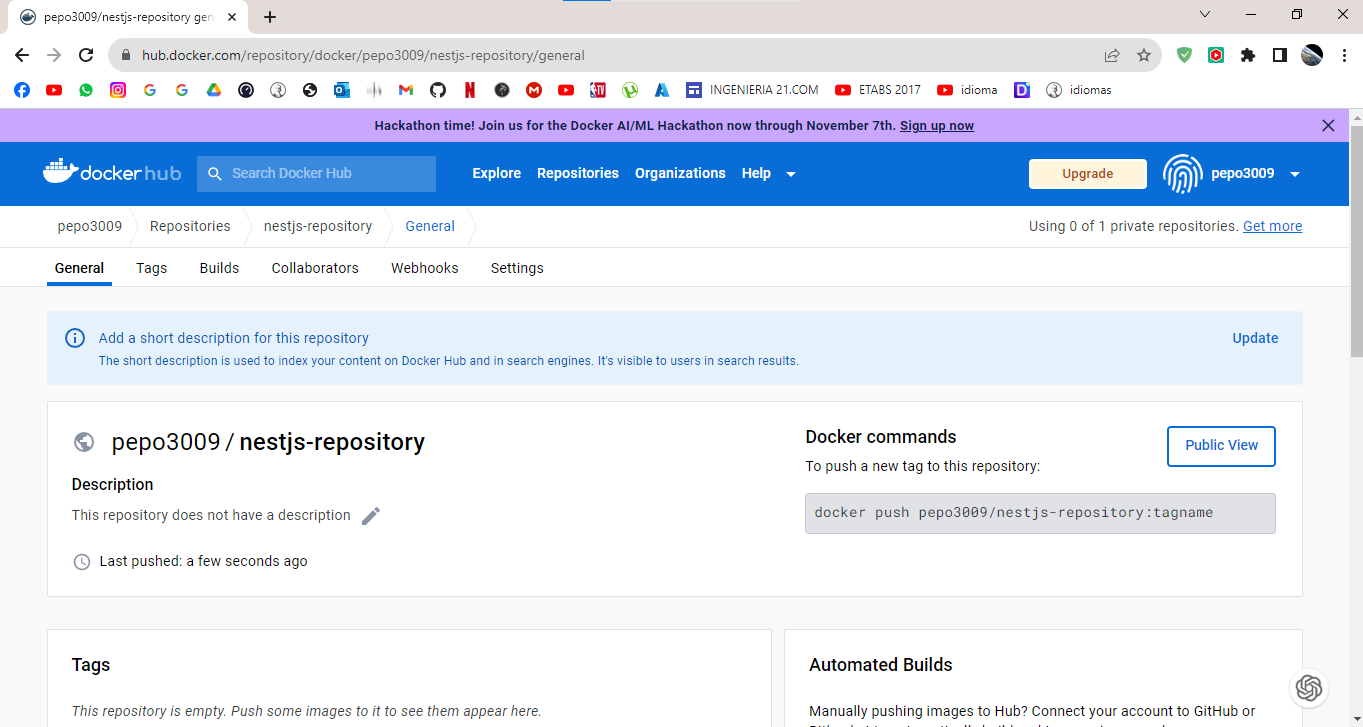 pepo3009/nestjs-repository gen
hub.docker.com/repository/docker/pepo3009/nestjs-repository/general
INGENIERIA 21.COM ETABS 2017 idioma idiomas
Hackathon time! Join us for the Docker AI/ML Hackathon now through November 7th. Sign up now
dockerhub Search Docker Hub Explore Repositories Organizations Help Upgrade pepo3009
pepo3009 Repositories nestjs-repository General Using 0 of 1 private repositories. Get more
General Tags Builds Collaborators Webhooks Settings
Add a short description for this repository Update
The short description is used to index your content on Docker Hub and in search engines. It's visible to users in search results.
pepo3009 / nestjs-repository
Description
This repository does not have a description
Last pushed: a few seconds ago
Docker commands
Public View
To push a new tag to this repository:
docker push pepo3009/nestjs-repository:tagname
Tags
This repository is empty. Push some images to it to see them appear here.
Automated Builds
Manually pushing images to Hub? Connect your account to GitHub or